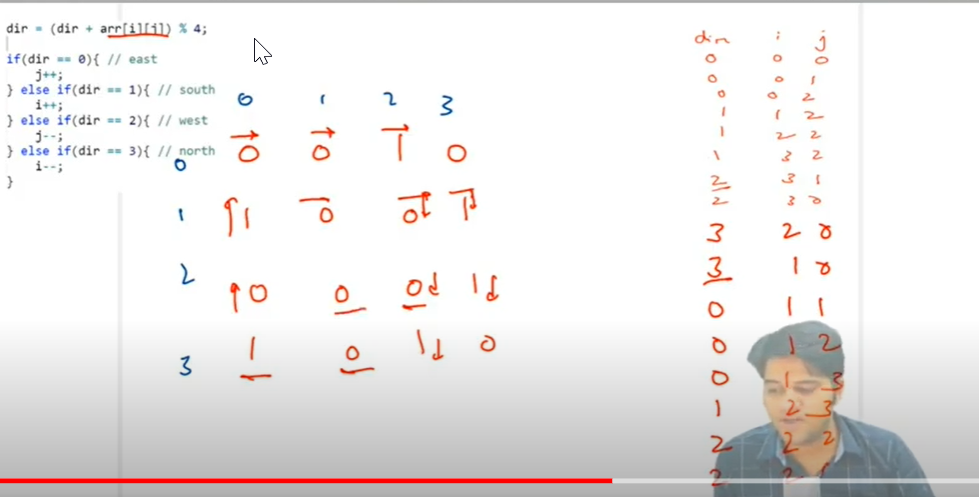 dir = (dir + arr[i][j]) % 4;
if(dir == 0){ // east
j++;
} else if(dir == 1){ // south
i++;
} else if(dir == 2){ // west
j--;
} else if(dir == 3){ // north
i--;
}
0 1 2 3
0 0 0 1 0
1 1 0 0 1
2 0 0 0 1
3 1 0 1 0
dir i j
0 0 0
0 0 1
0 0 2
1 1 2
1 2 2
1 3 2
2 3 1
2 3 0
3 2 0
3 1 0
0 1 1
0 1 2
0 1 3
1 2 3
2 2 2
2 2